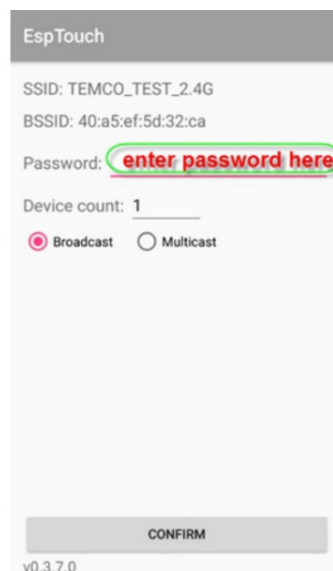 EspTouch
SSID: TEMCO_TEST_2.4G
BSSID: 40:a5:ef:5d:32:ca
Password: enter password here
Device count: 1
Broadcast Multicast
CONFIRM
v0.3.7.0